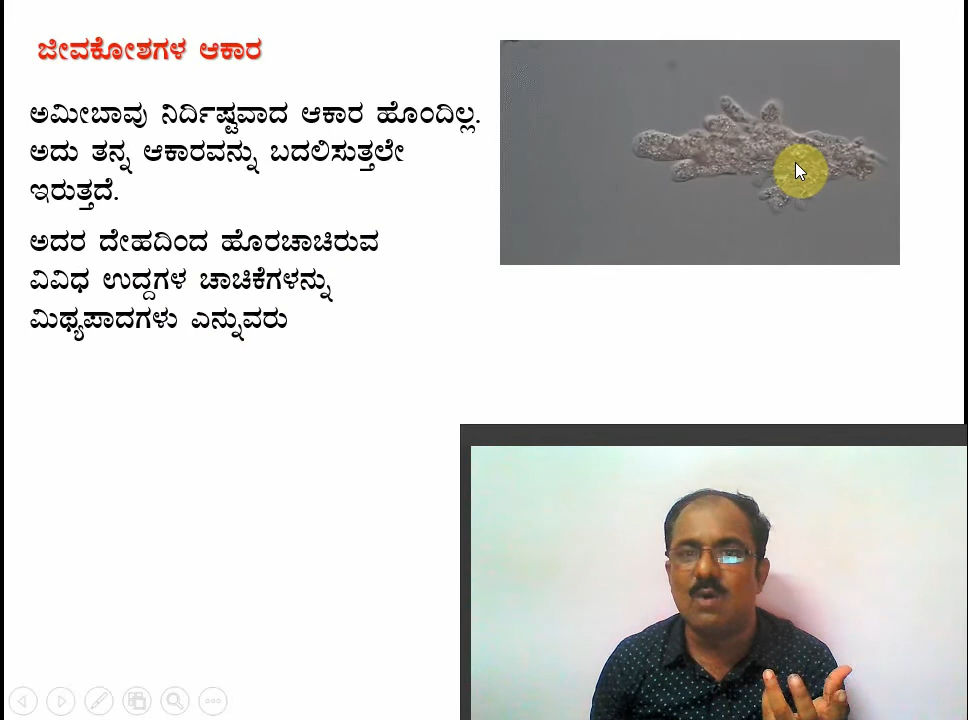 ಜೀವಕೋಶಗಳ ಆಕಾರ
ಅಮೀಬಾವು ನಿರ್ದಿಷ್ಟವಾದ ಆಕಾರ ಹೊಂದಿಲ್ಲ.
ಅದು ತನ್ನ ಆಕಾರವನ್ನು ಬದಲಿಸುತ್ತಲೇ
ಇರುತ್ತದೆ.
ಅದರ ದೇಹದಿಂದ ಹೊರಚಾಚಿರುವ
ವಿವಿಧ ಉದ್ದಗಳ ಚಾಚಿಕೆಗಳನ್ನು
ಮಿಥ್ಯಪಾದಗಳು ಎನ್ನುವರು